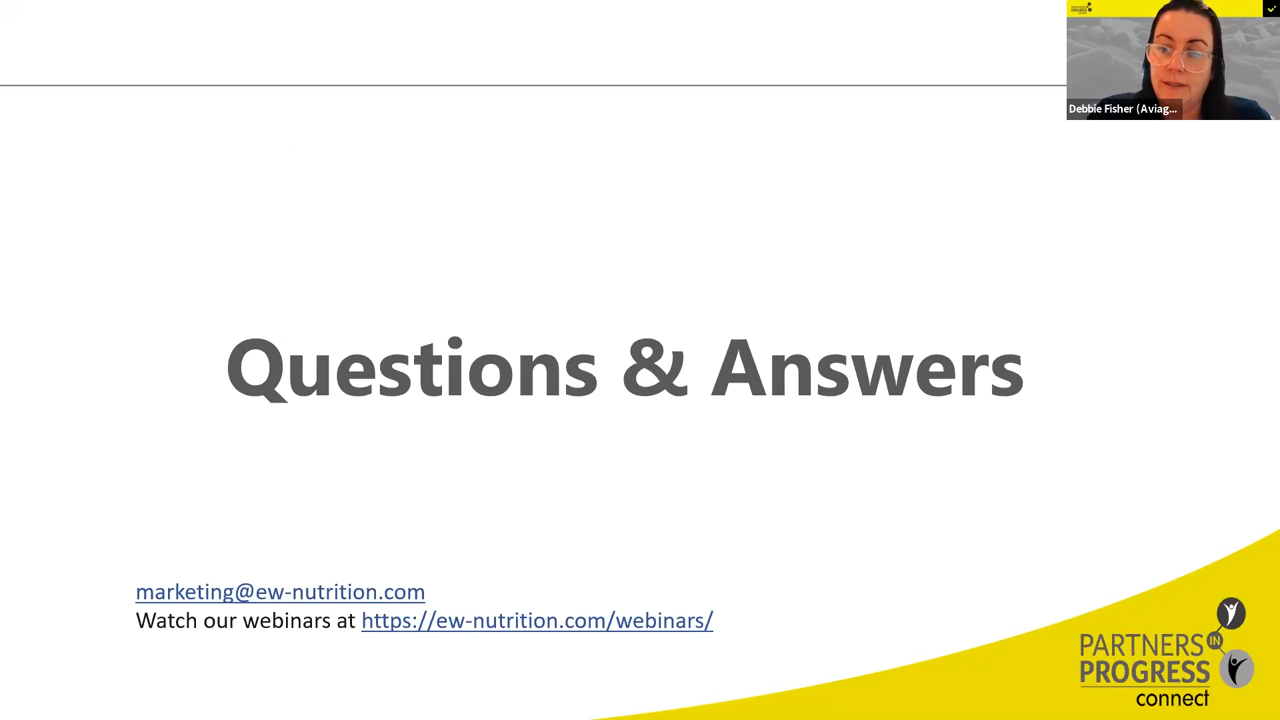 Debbie Fisher (Aviag...
Questions & Answers
marketing@ew-nutrition.com
Watch our webinars at https://ew-nutrition.com/webinars/
PARTNERS IN
PROGRESS
connect